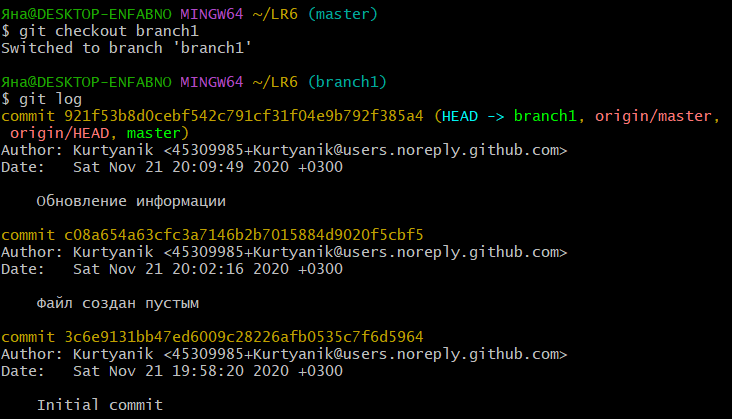 Яна@DESKTOP-ENFABNO MINGW64 ~/LR6 (master)
$ git checkout branch1
Switched to branch 'branch1'
Яна@DESKTOP-ENFABNO MINGW64 ~/LR6 (branch1)
$ git log
commit 921f53b8d0cebf542c791cf31f04e9b792f385a4 (HEAD -> branch1, origin/master,
origin/HEAD, master)
Author: Kurtyanik <45309985+Kurtyanik@users.noreply.github.com>
Date:   Sat Nov 21 20:09:49 2020 +0300
Обновление информации
commit c08a654a63cfc3a7146b2b7015884d9020f5cbf5
Author: Kurtyanik <45309985+Kurtyanik@users.noreply.github.com>
Date:   Sat Nov 21 20:02:16 2020 +0300
Файл создан пустым
commit 3c6e9131bb47ed6009c28226afb0535c7f6d5964
Author: Kurtyanik <45309985+Kurtyanik@users.noreply.github.com>
Date:   Sat Nov 21 19:58:20 2020 +0300
Initial commit